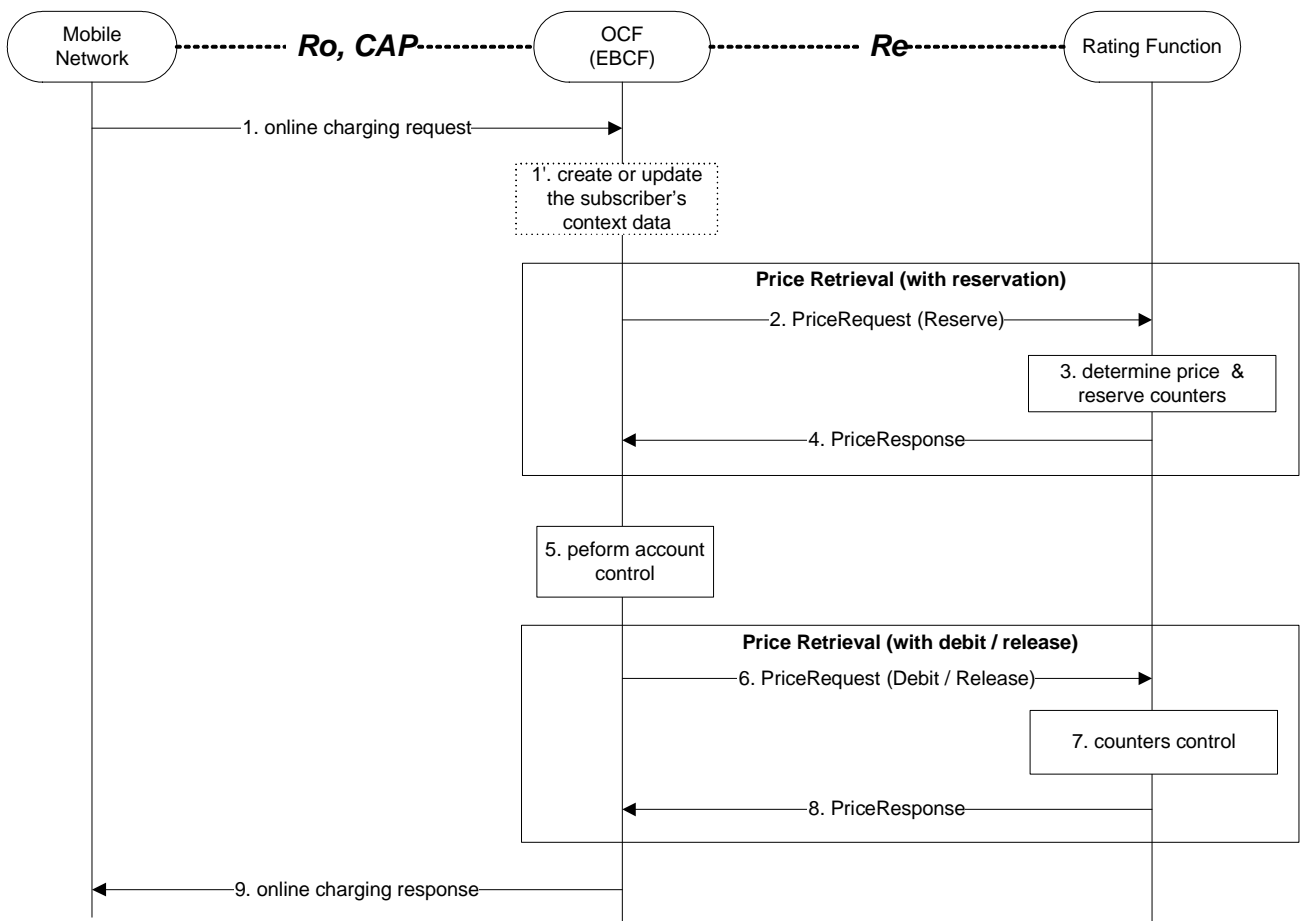 Mobile
Network
Ro, CAP
OCF
(EBCF)
Re
Rating Function
1. online charging request
1'. create or update
the subscriber's
context data
Price Retrieval (with reservation)
2. PriceRequest (Reserve)
3. determine price &
reserve counters
4. PriceResponse
5. peform account
control
Price Retrieval (with debit / release)
6. PriceRequest (Debit / Release)
7. counters control
8. PriceResponse
9. online charging response